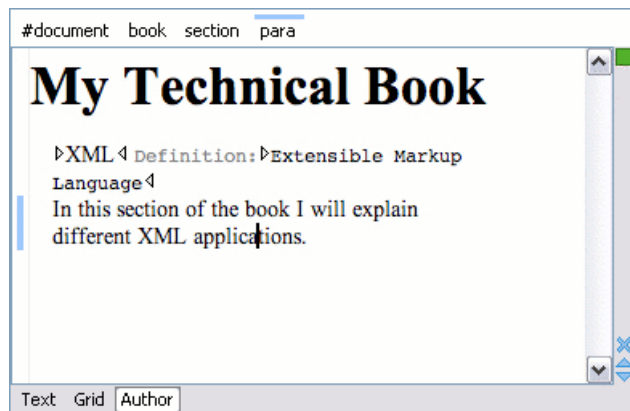 #document book section para
My Technical Book
XML Definition: Extensible Markup
Language
In this section of the book I will explain
different XML applications.
Text Grid Author